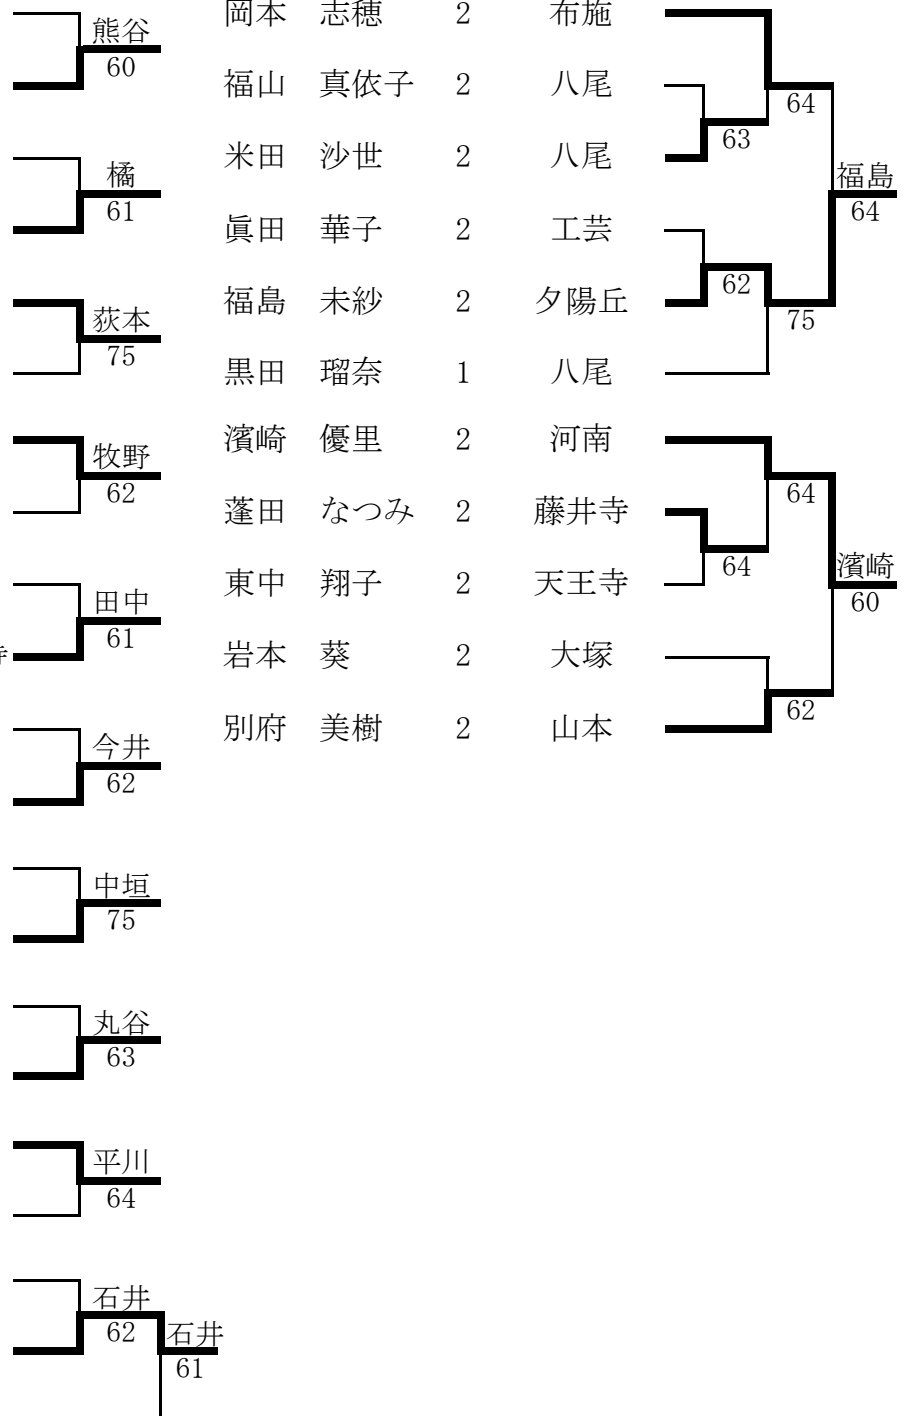 熊谷
60
橘
61
荻本
75
牧野
62
田中
61
今井
62
中垣
75
丸谷
63
平川
64
石井
62
石井
61
岡本 志穂 2 布施
福山 真依子 2 八尾
米田 沙世 2 八尾
眞田 華子 2 工芸
福島 未紗 2 夕陽丘
黒田 瑠奈 1 八尾
濱崎 優里 2 河南
蓬田 なつみ 2 藤井寺
東中 翔子 2 天王寺
岩本 葵 2 大塚
別府 美樹 2 山本
63
64
62
75
福島
64
64
64
62
濱崎
60